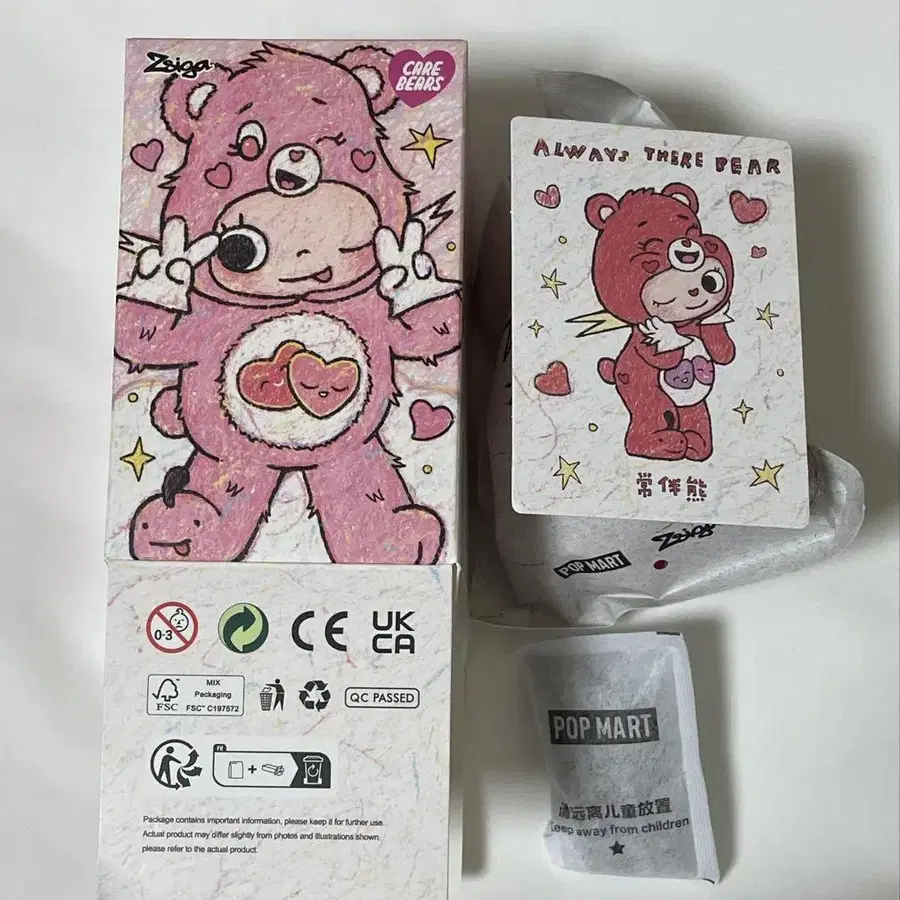 Zsiga
CARE
BEARS
ALWAYS THERE BEAR
常伴熊
POP MART
Zsiga
0-3
CE
UK
CA
FSC
MIX
Packaging
FSC™ C197572
QC PASSED
FR
+
Package contains important information, please keep it for further use.
Actual product may differ slightly from photos and illustrations shown,
please refer to the actual product.
POP MART
请远离儿童放置
Keep away from children